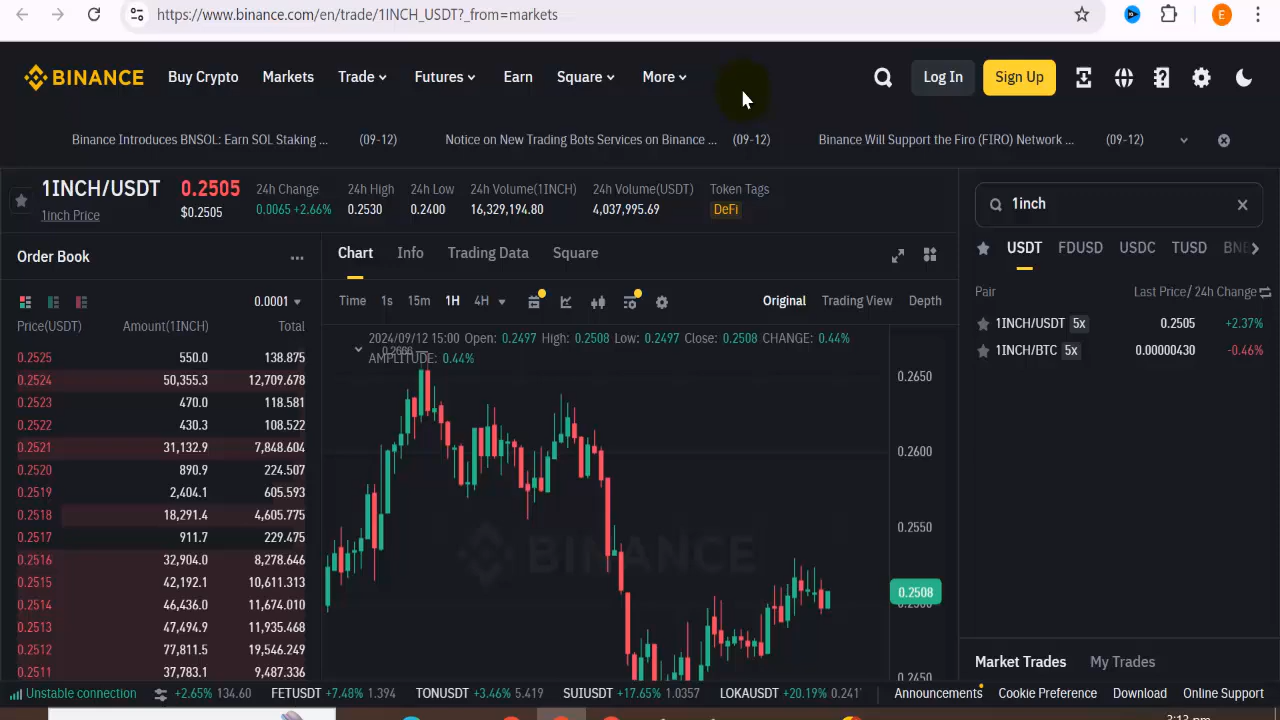 https://www.binance.com/en/trade/1INCH_USDT?_from=markets
E
BINANCE Buy Crypto Markets Trade Futures Earn Square More Log In Sign Up
Binance Introduces BNSOL: Earn SOL Staking ... (09-12) Notice on New Trading Bots Services on Binance ... (09-12) Binance Will Support the Firo (FIRO) Network ... (09-12)
1INCH/USDT 0.2505 24h Change 24h High 24h Low 24h Volume(1INCH) 24h Volume(USDT) Token Tags
1inch Price $0.2505 0.0065 +2.66% 0.2530 0.2400 16,329,194.80 4,037,995.69 DeFi
1inch
Order Book ... Chart Info Trading Data Square
USDT FDUSD USDC TUSD BN
Pair Last Price/ 24h Change
1INCH/USDT 5x 0.2505 +2.37%
1INCH/BTC 5x 0.00000430 -0.46%
0.0001 Time 1s 15m 1H 4H Original Trading View Depth
Price(USDT) Amount(1INCH) Total
2024/09/12 15:00 Open: 0.2497 High: 0.2508 Low: 0.2497 Close: 0.2508 CHANGE: 0.44%
AMPLITUDE: 0.44%
0.2525 550.0 138.875
0.2524 50,355.3 12,709.678
0.2523 470.0 118.581
0.2522 430.3 108.522
0.2521 31,132.9 7,848.604
0.2520 890.9 224.507
0.2519 2,404.1 605.593
0.2518 18,291.4 4,605.775
0.2517 911.7 229.475
0.2516 32,904.0 8,278.646
0.2515 42,192.1 10,611.313
0.2514 46,436.0 11,674.010
0.2513 47,494.9 11,935.468
0.2512 77,811.5 19,546.249
0.2511 37,783.1 9,487.336
0.2650
0.2600
0.2550
BINANCE
0.2508
0.2500
0.2450
Market Trades My Trades
Unstable connection +2.65% 134.60 FETUSDT +7.48% 1.394 TONUSDT +3.46% 5.419 SUIUSDT +17.65% 1.0357 LOKAUSDT +20.19% 0.241 Announcements Cookie Preference Download Online Support